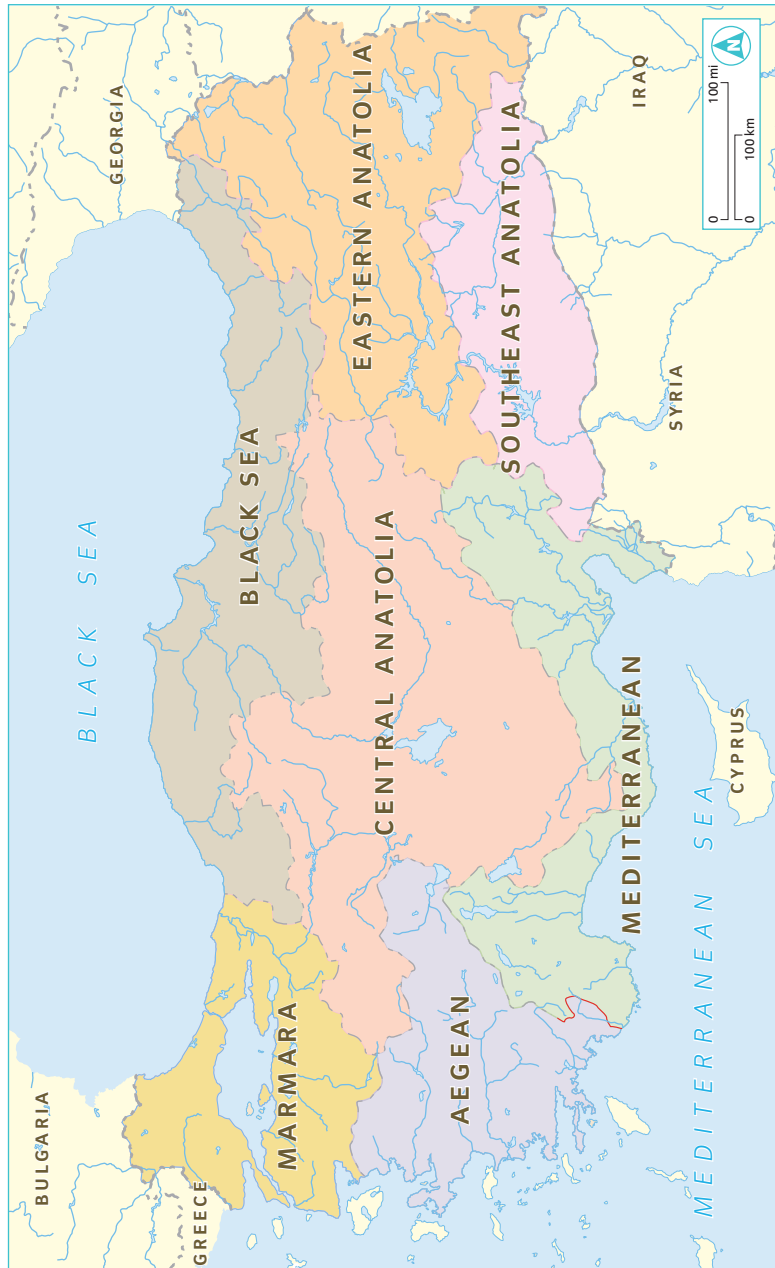 BULGARIA
GEORGIA
BLACK SEA
GREECE
MARMARA
BLACK SEA
EASTERN ANATOLIA
CENTRAL ANATOLIA
AEGEAN
SOUTHEAST ANATOLIA
MEDITERRANEAN
IRAQ
SYRIA
CYPRUS
MEDITERRANEAN SEA
N
0 100 mi
0 100 km